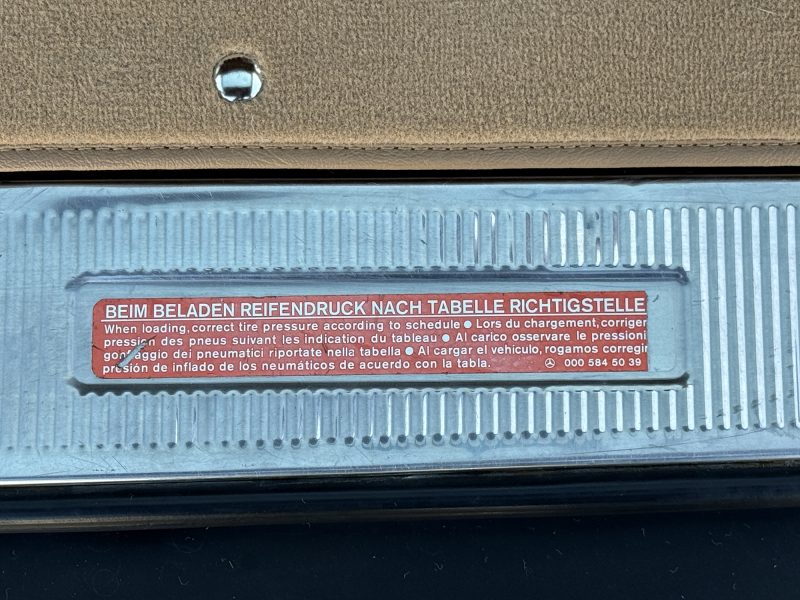 BEIM BELADEN REIFENDRUCK NACH TABELLE RICHTIGSTELLE
When loading, correct tire pressure according to schedule ● Lors du chargement, corriger
pression des pneus suivant les indication du tableau ● Al carico osservare le pressioni
gonfiaggio dei pneumatici riportate nella tabella ● Al cargar el vehiculo, rogamos corregir
presión de inflado de los neumáticos de acuerdo con la tabla. 000 584 50 39